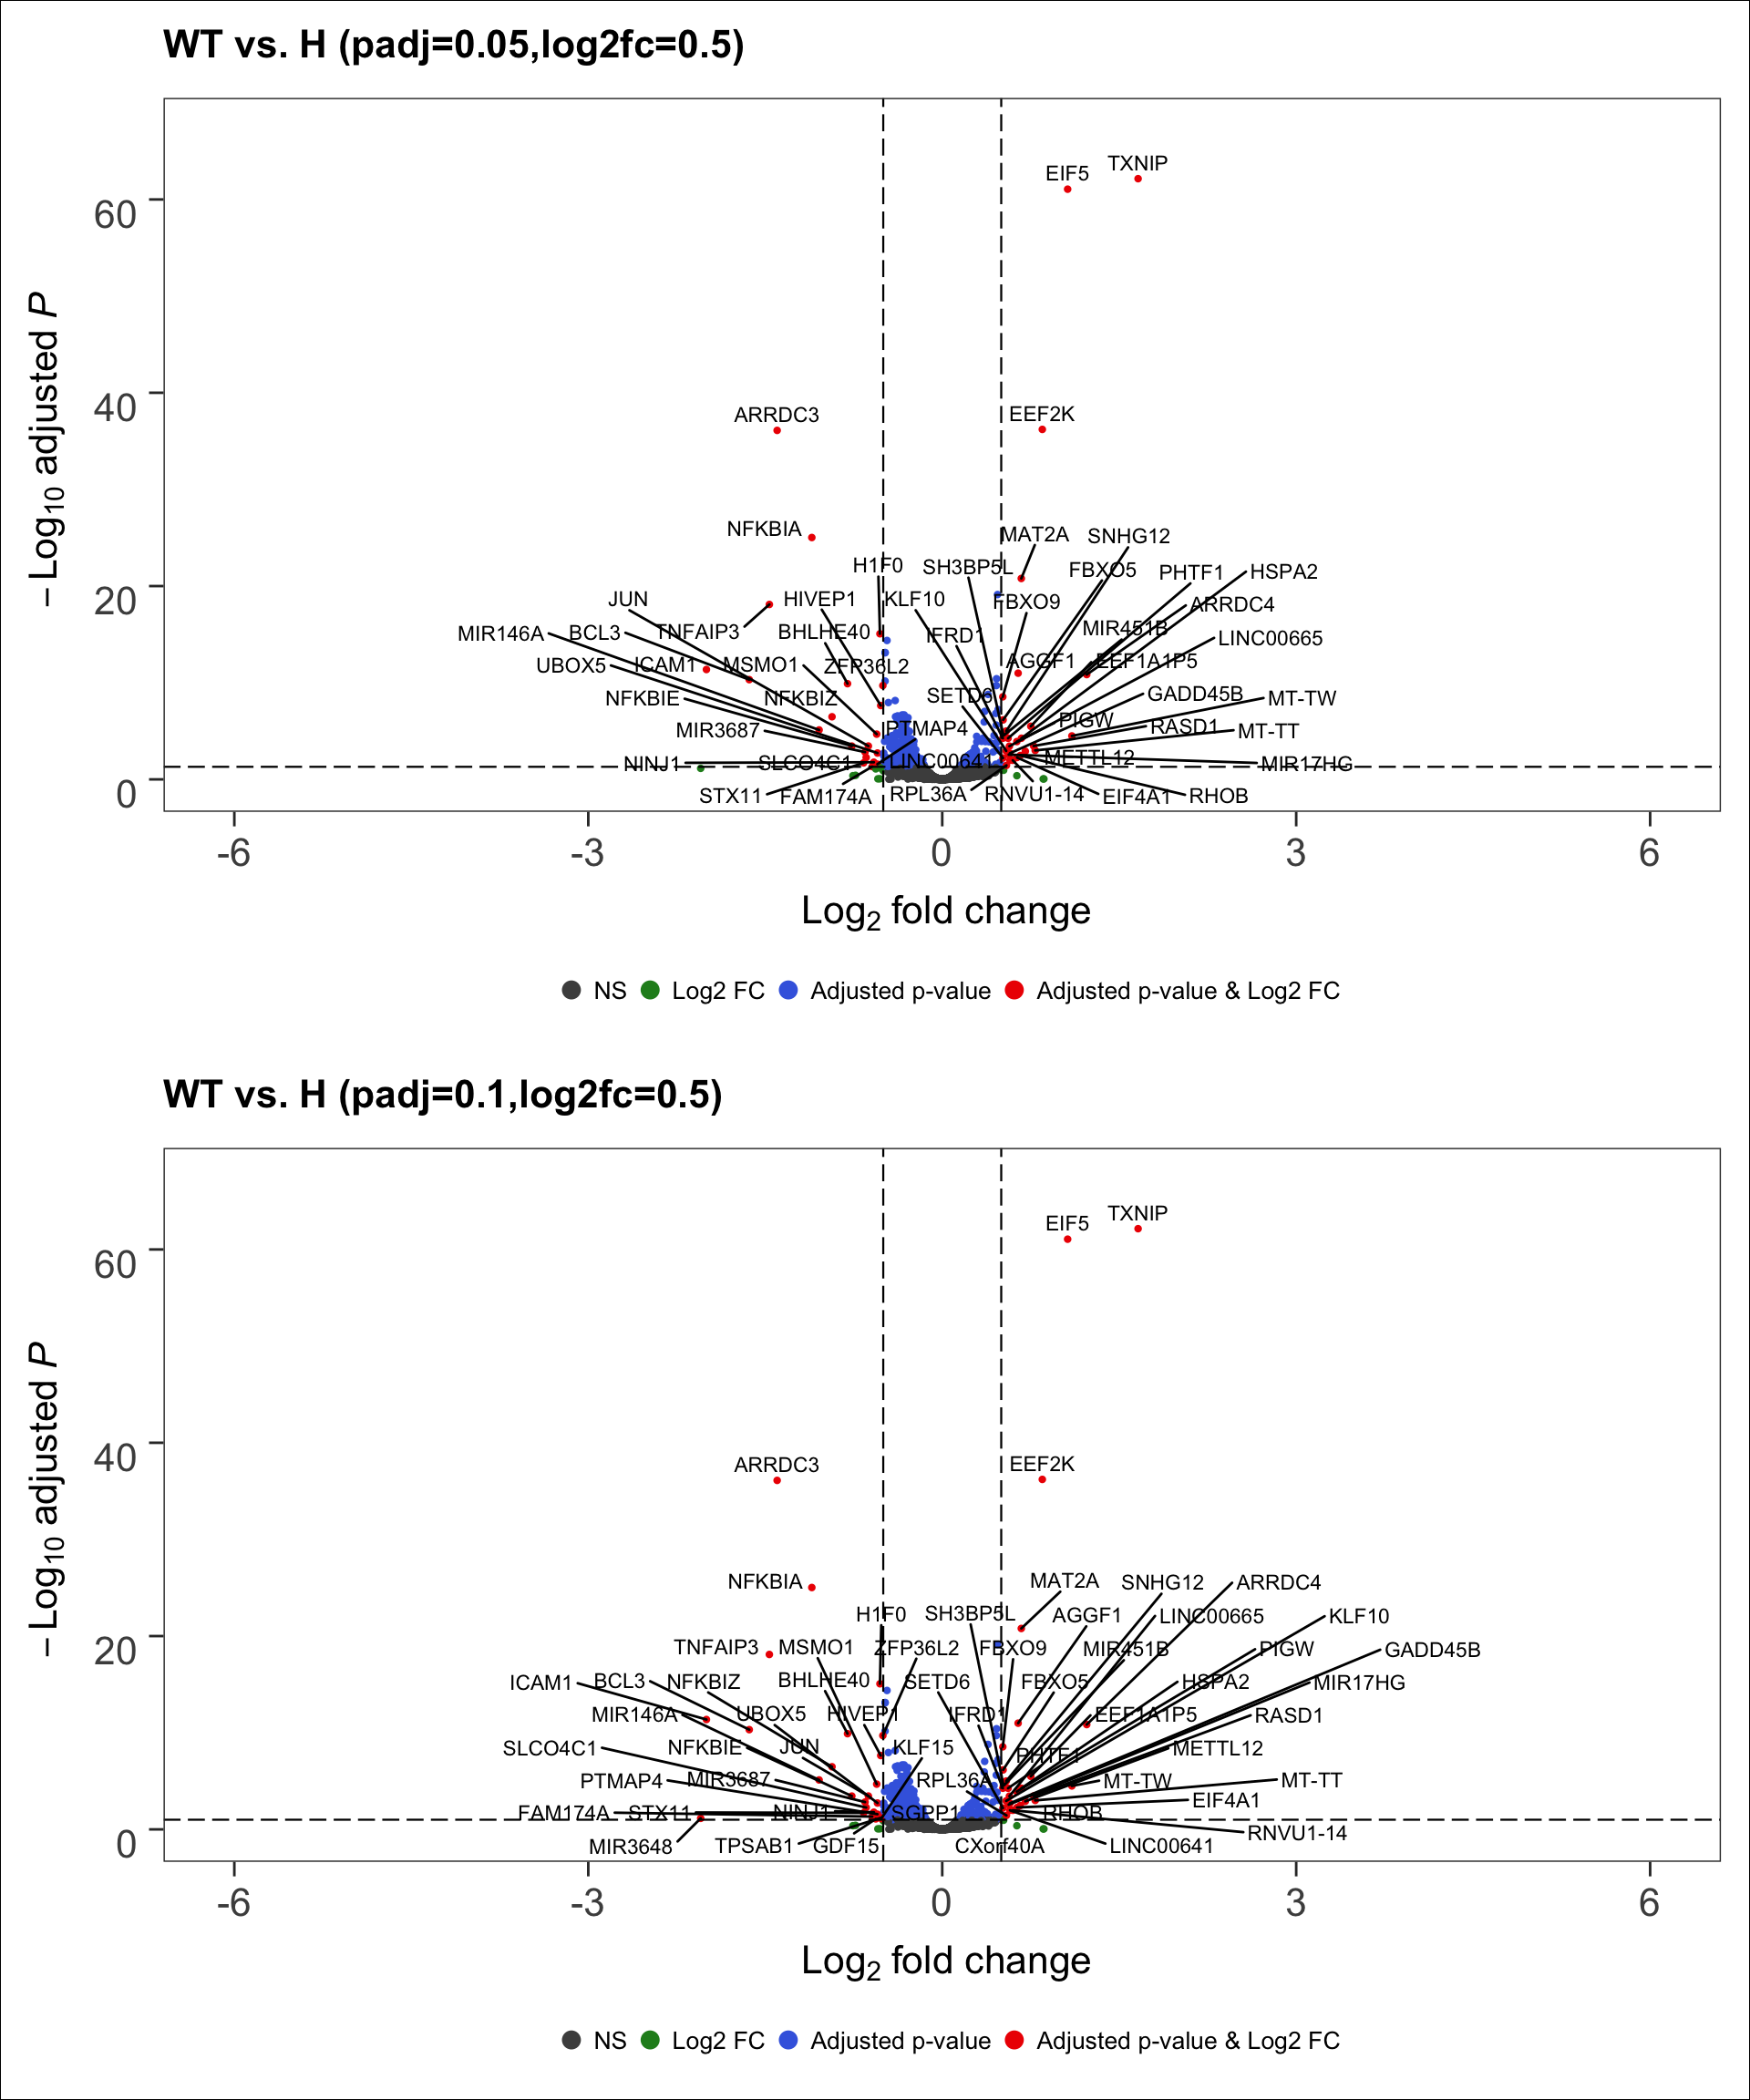 WT vs. H (padj=0.05,log2fc=0.5)
TXNIP
EIF5
60
ARRDC3
EEF2K
40
NFKBIA
MAT2A
SNHG12
H1F0
SH3BP5L
FBXO5
PHTF1
HSPA2
20
JUN
HIVEP1
KLF10
FBXO9
ARRDC4
MIR146A
BCL3
TNFAIP3
BHLHE40
IFRD1
MIR451B
LINC00665
UBOX5
ICAM1
MSMO1
ZFP36L2
AGGF1
EEF1A1P5
NFKBIE
NFKBIZ
SETD6
GADD45B
MT-TW
MIR3687
PTMAP4
PIGW
RASD1
MT-TT
NINJ1
SLCO4C1
LINC00641
METTL12
MIR17HG
STX11
FAM174A
RPL36A
RNVU1-14
EIF4A1
RHOB
0
− Log10 adjusted P
-6
-3
0
3
6
Log2 fold change
NS
Log2 FC
Adjusted p-value
Adjusted p-value & Log2 FC
WT vs. H (padj=0.1,log2fc=0.5)
TXNIP
EIF5
60
ARRDC3
EEF2K
40
NFKBIA
MAT2A
SNHG12
ARRDC4
H1F0
SH3BP5L
AGGF1
LINC00665
KLF10
20
TNFAIP3
MSMO1
ZFP36L2
FBXO9
MIR451B
PIGW
GADD45B
ICAM1
BCL3
NFKBIZ
BHLHE40
SETD6
FBXO5
HSPA2
MIR17HG
MIR146A
UBOX5
HIVEP1
IFRD1
EEF1A1P5
RASD1
SLCO4C1
NFKBIE
JUN
KLF15
PHTF1
METTL12
PTMAP4
MIR3687
RPL36A
MT-TW
MT-TT
EIF4A1
FAM174A
STX11
NINJ1
SGPP1
RHOB
RNVU1-14
MIR3648
TPSAB1
GDF15
CXorf40A
LINC00641
0
− Log10 adjusted P
-6
-3
0
3
6
Log2 fold change
NS
Log2 FC
Adjusted p-value
Adjusted p-value & Log2 FC